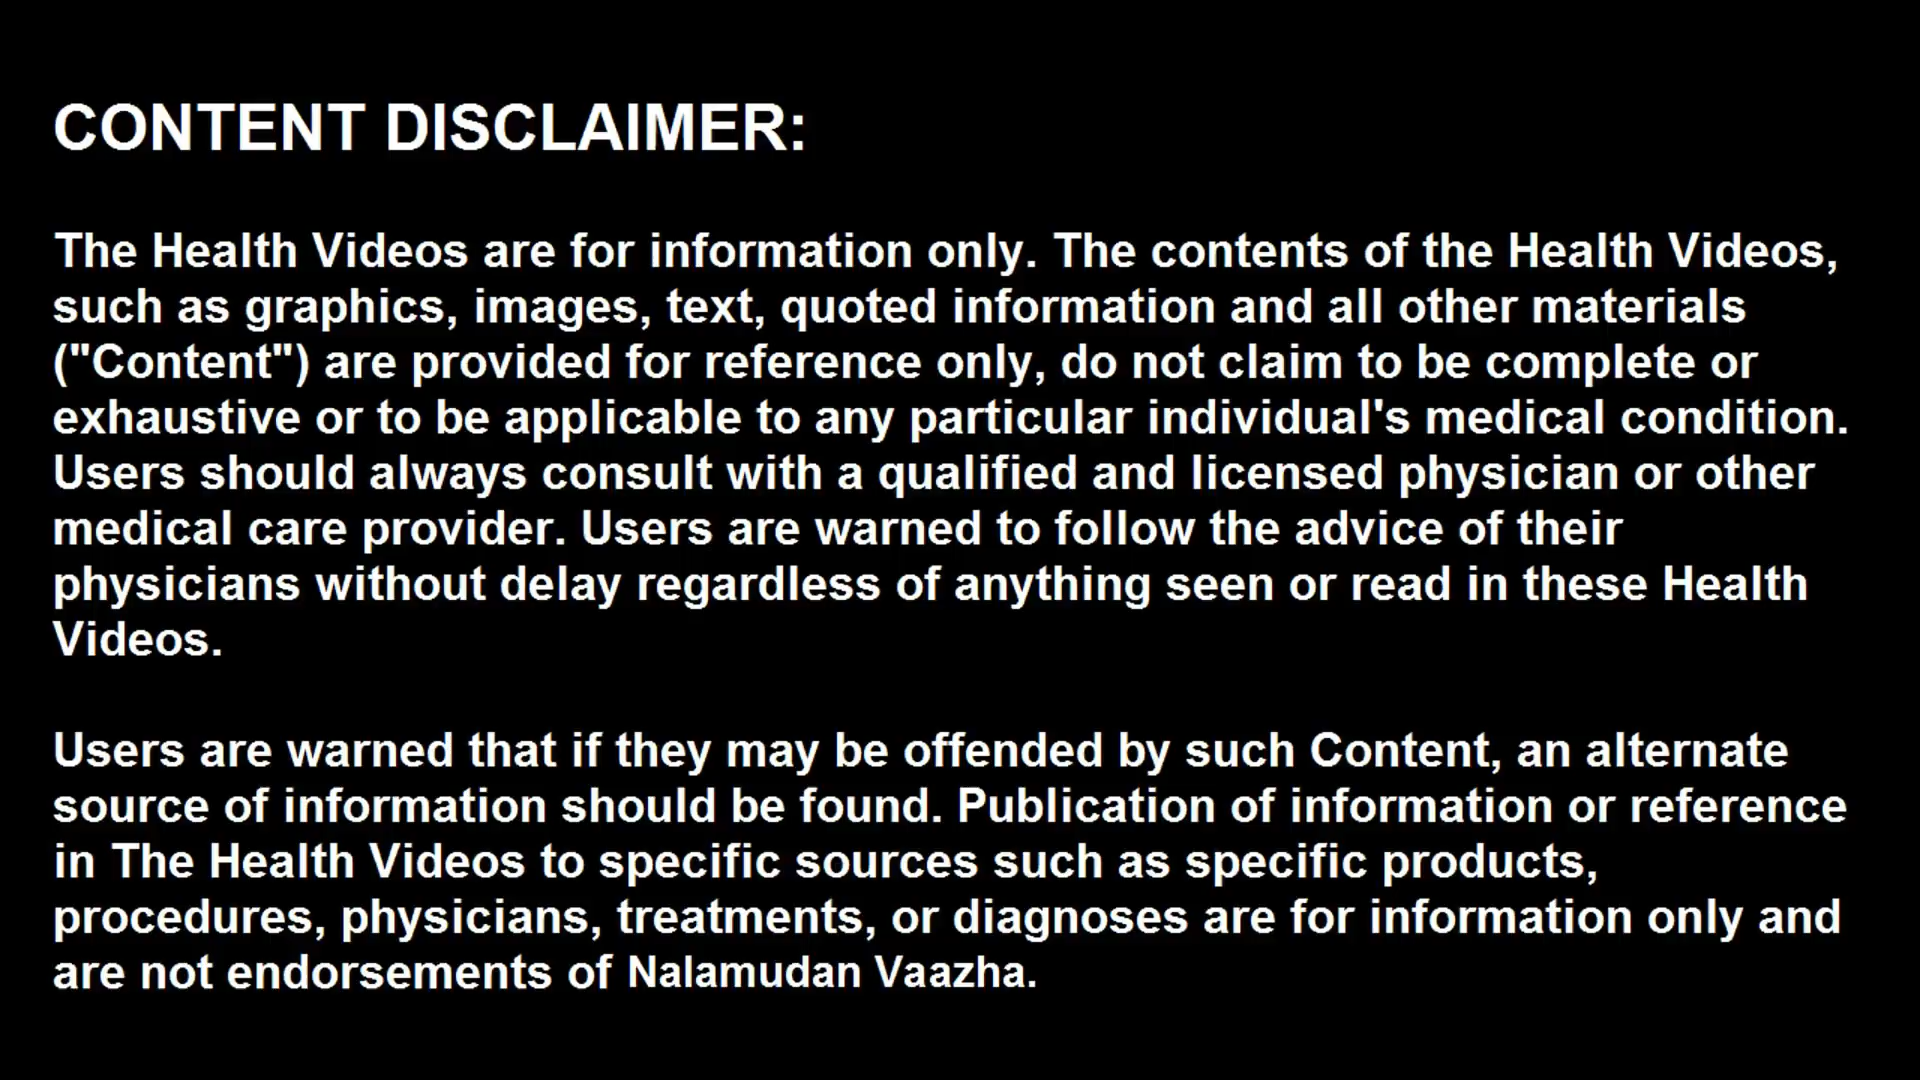 CONTENT DISCLAIMER:
The Health Videos are for information only. The contents of the Health Videos,
such as graphics, images, text, quoted information and all other materials
("Content") are provided for reference only, do not claim to be complete or
exhaustive or to be applicable to any particular individual's medical condition.
Users should always consult with a qualified and licensed physician or other
medical care provider. Users are warned to follow the advice of their
physicians without delay regardless of anything seen or read in these Health
Videos.
Users are warned that if they may be offended by such Content, an alternate
source of information should be found. Publication of information or reference
in The Health Videos to specific sources such as specific products,
procedures, physicians, treatments, or diagnoses are for information only and
are not endorsements of Nalamudan Vaazha.